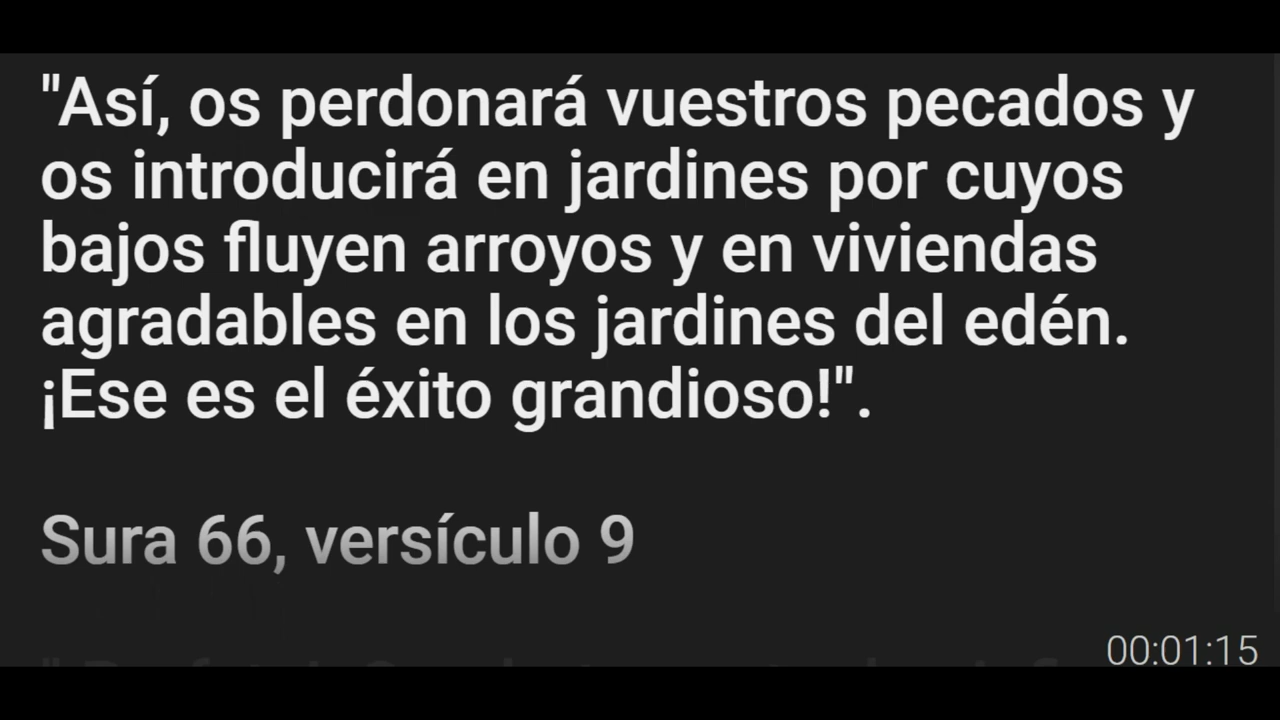 "Así, os perdonará vuestros pecados y
os introducirá en jardines por cuyos
bajos fluyen arroyos y en viviendas
agradables en los jardines del edén.
¡Ese es el éxito grandioso!".
Sura 66, versículo 9
00:01:15